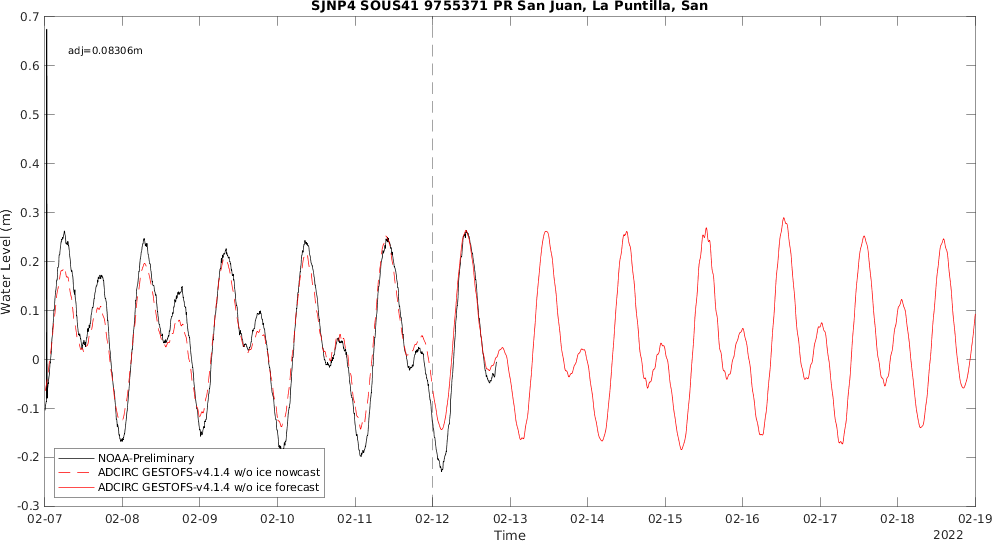 SJNP4 SOUS41 9755371 PR San Juan, La Puntilla, San
adj=0.08306m
Water Level (m)
0.7
0.6
0.5
0.4
0.3
0.2
0.1
0
-0.1
-0.2
-0.3
NOAA-Preliminary
ADCIRC GESTOFS-v4.1.4 w/o ice nowcast
ADCIRC GESTOFS-v4.1.4 w/o ice forecast
02-07 02-08 02-09 02-10 02-11 02-12 02-13 02-14 02-15 02-16 02-17 02-18 02-19
Time
2022